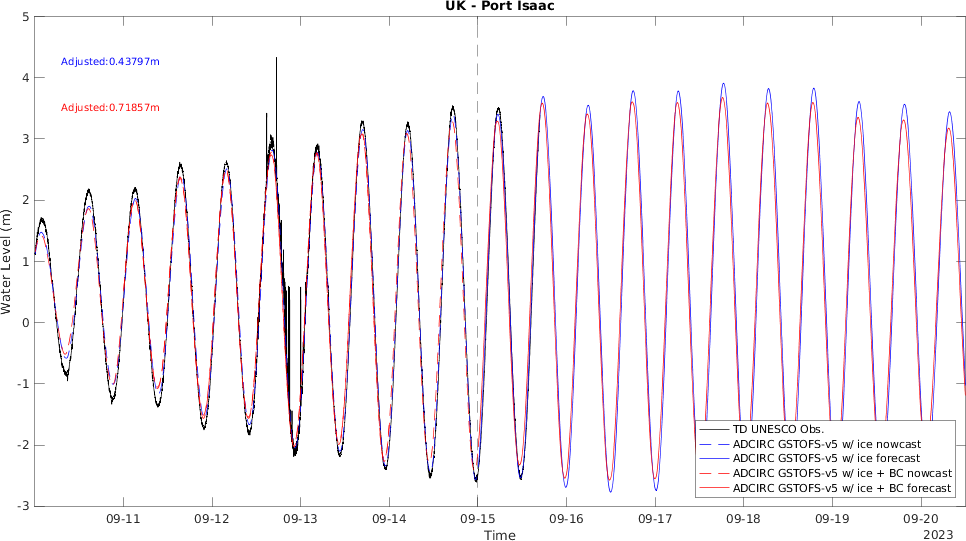 UK - Port Isaac
5
Adjusted:0.43797m
4
Adjusted:0.71857m
3
2
1
0
-1
-2
-3
Water Level (m)
TD UNESCO Obs.
ADCIRC GSTOFS-v5 w/ ice nowcast
ADCIRC GSTOFS-v5 w/ ice forecast
ADCIRC GSTOFS-v5 w/ ice + BC nowcast
ADCIRC GSTOFS-v5 w/ ice + BC forecast
09-11 09-12 09-13 09-14 09-15 09-16 09-17 09-18 09-19 09-20
Time
2023